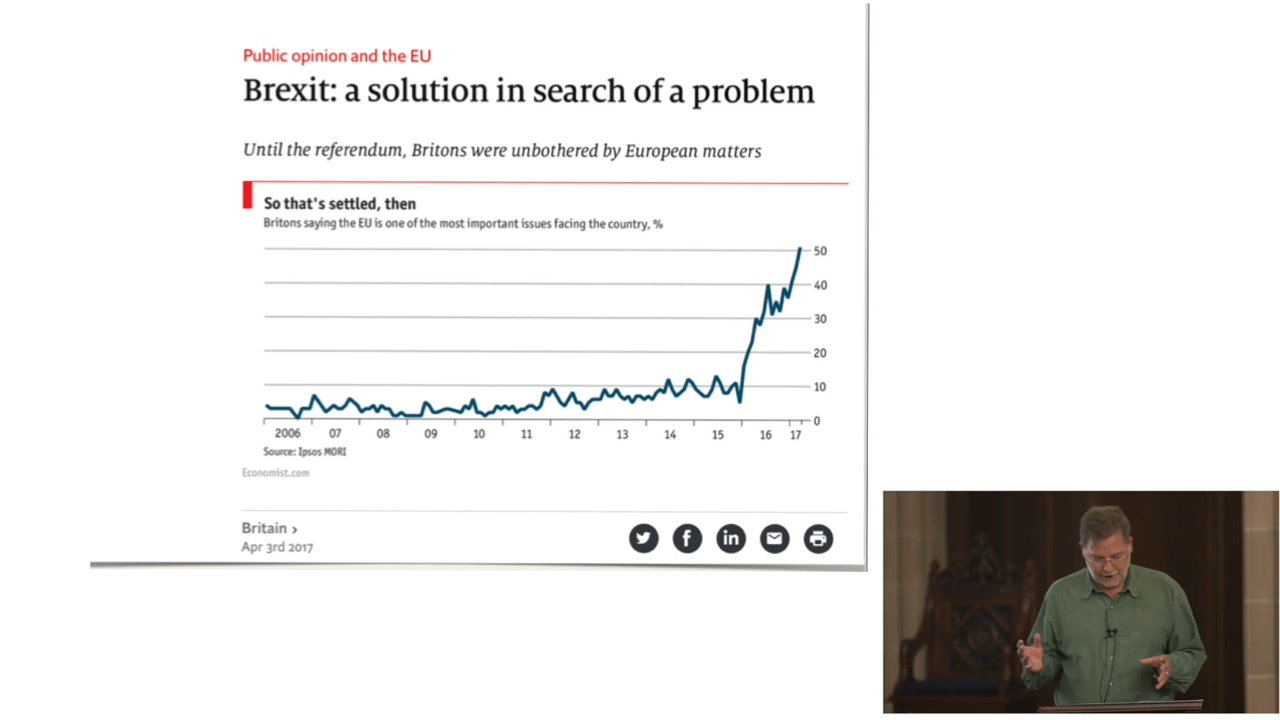 Public opinion and the EU
Brexit: a solution in search of a problem
Until the referendum, Britons were unbothered by European matters
So that's settled, then
Britons saying the EU is one of the most important issues facing the country, %
50
40
30
20
10
0
2006 07 08 09 10 11 12 13 14 15 16 17
Source: Ipsos MORI
Economist.com
Britain >
Apr 3rd 2017
f
in